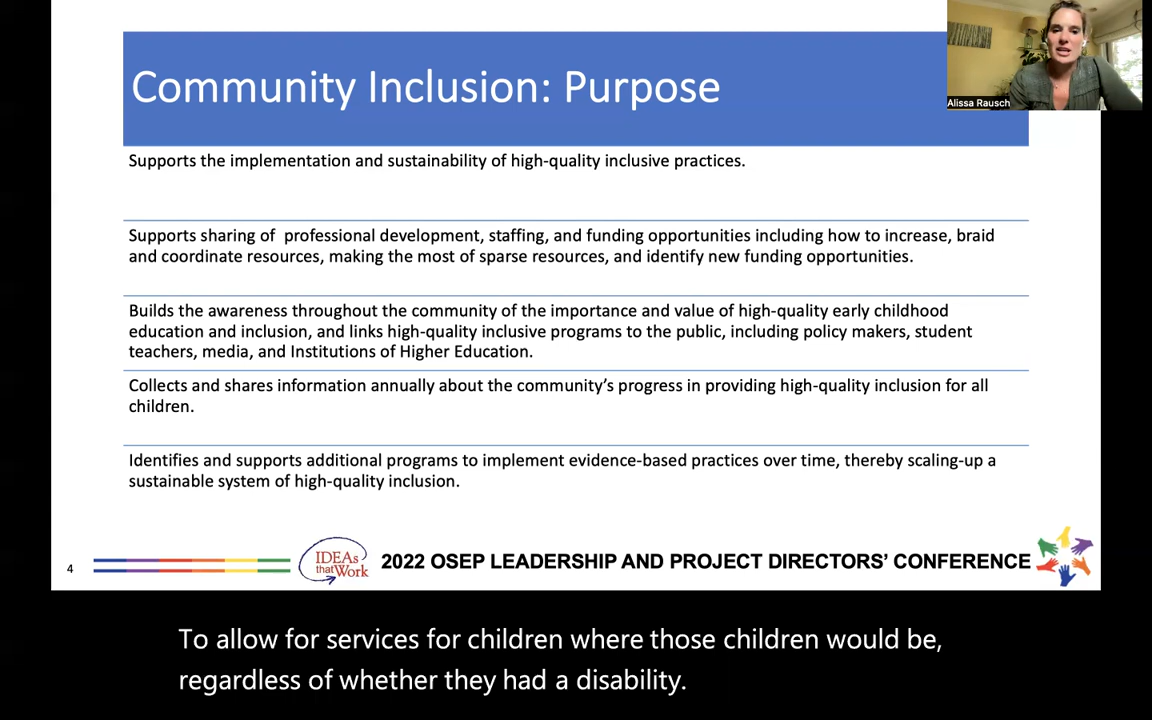 Community Inclusion: Purpose
Alissa Rausch
Supports the implementation and sustainability of high-quality inclusive practices.
Supports sharing of  professional development, staffing, and funding opportunities including how to increase, braid
and coordinate resources, making the most of sparse resources, and identify new funding opportunities.
Builds the awareness throughout the community of the importance and value of high-quality early childhood
education and inclusion, and links high-quality inclusive programs to the public, including policy makers, student
teachers, media, and Institutions of Higher Education.
Collects and shares information annually about the community’s progress in providing high-quality inclusion for all
children.
Identifies and supports additional programs to implement evidence-based practices over time, thereby scaling-up a
sustainable system of high-quality inclusion.
4
IDEAs
that Work
2022 OSEP LEADERSHIP AND PROJECT DIRECTORS’ CONFERENCE
To allow for services for children where those children would be,
regardless of whether they had a disability.